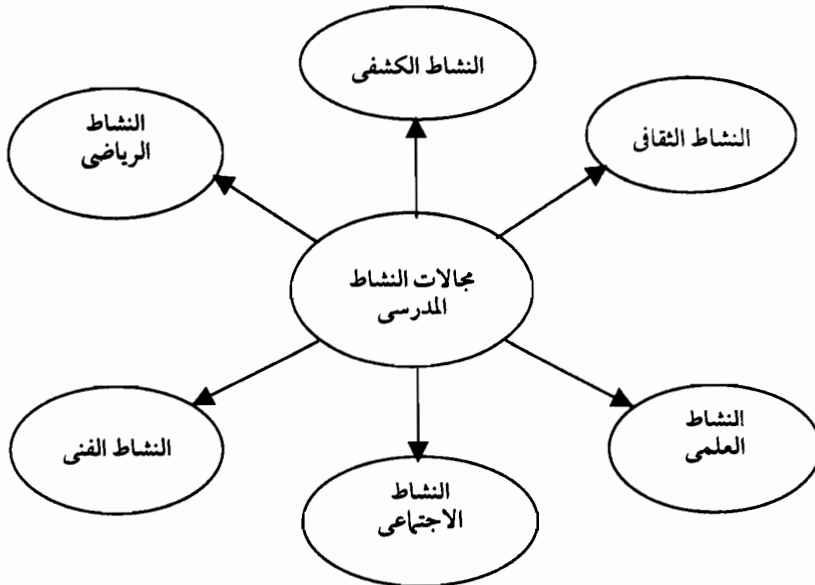 النشاط الكشفى
النشاط الثقافى
النشاط
الرياضى
مجالات النشاط
المدرسى
النشاط
العلمى
النشاط الفنى
النشاط
الاجتماعى